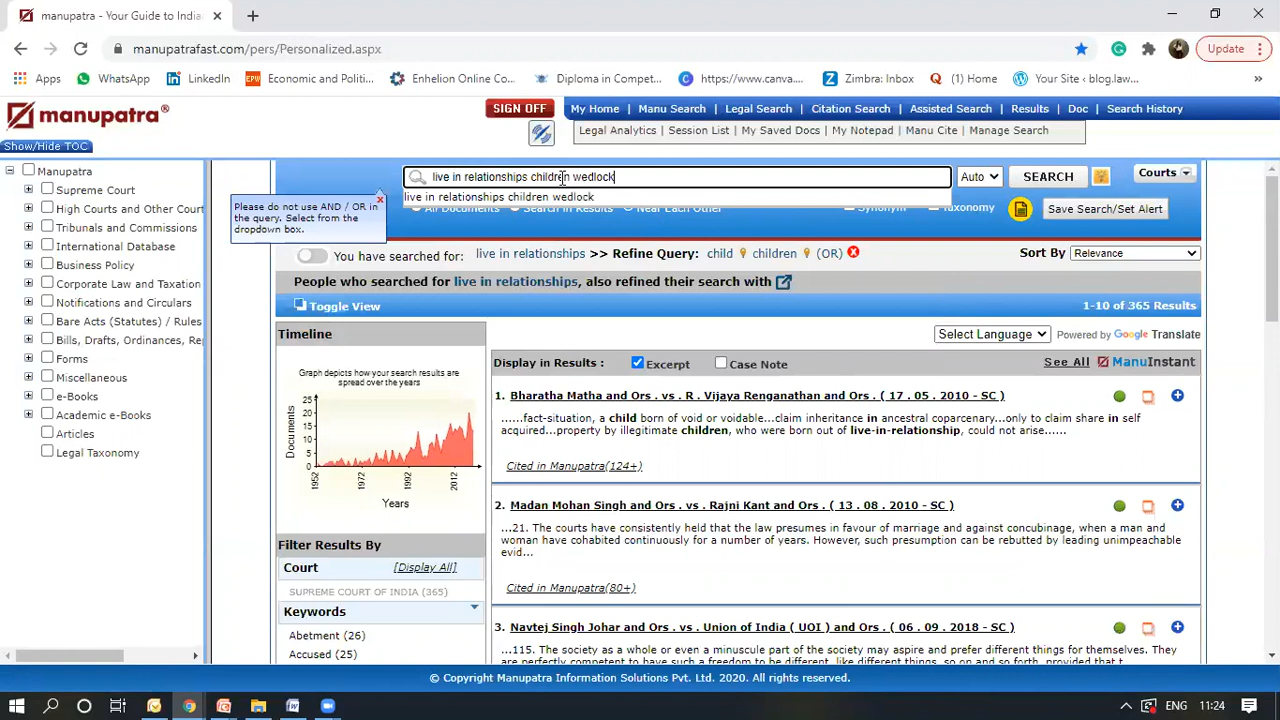 manupatra - Your Guide to India
manupatrafast.com/pers/Personalized.aspx
Update
Apps WhatsApp LinkedIn EPW Economic and Politi... Enhelion Online Co... Diploma in Compet... https://www.canva.... Zimbra: Inbox (1) Home Your Site ‹ blog.law... »
manupatra®
SIGN OFF
My Home | Manu Search | Legal Search | Citation Search | Assisted Search | Results | Doc | Search History
Legal Analytics | Session List | My Saved Docs | My Notepad | Manu Cite | Manage Search
Show/Hide TOC
Manupatra
Supreme Court
High Courts and Other Cour
Tribunals and Commissions
International Database
Business Policy
Corporate Law and Taxation
Notifications and Circulars
Bare Acts (Statutes) / Rules
Bills, Drafts, Ordinances, Re
Forms
Miscellaneous
e-Books
Academic e-Books
Articles
Legal Taxonomy
live in relationships children wedlock
Auto
SEARCH
Courts
live in relationships children wedlock
All Documents Search in Results Near Each Other Synonym Taxonomy
Save Search/Set Alert
Please do not use AND / OR in
the query. Select from the
dropdown box.
You have searched for: live in relationships >> Refine Query: child children (OR)
Sort By Relevance
People who searched for live in relationships, also refined their search with
Toggle View
1-10 of 365 Results
Timeline
Graph depicts how your search results are
spread over the years
Documents
25
20
15
10
5
0
1952 1972 1992 2012
Years
Filter Results By
Court [Display All]
SUPREME COURT OF INDIA (365)
Keywords
Abetment (26)
Accused (25)
Select Language Powered by Google Translate
Display in Results : Excerpt Case Note
See All ManuInstant
1. Bharatha Matha and Ors . vs . R . Vijaya Renganathan and Ors . ( 17 . 05 . 2010 - SC )
......fact-situation, a child born of void or voidable...claim inheritance in ancestral coparcenary...only to claim share in self
acquired...property by illegitimate children, who were born out of live-in-relationship, could not arise......
Cited in Manupatra(124+)
2. Madan Mohan Singh and Ors . vs . Rajni Kant and Ors . ( 13 . 08 . 2010 - SC )
...21. The courts have consistently held that the law presumes in favour of marriage and against concubinage, when a man and
woman have cohabited continuously for a number of years. However, such presumption can be rebutted by leading unimpeachable
evid...
Cited in Manupatra(80+)
3. Navtej Singh Johar and Ors . vs . Union of India ( UOI ) and Ors . ( 06 . 09 . 2018 - SC )
...115. The society as a whole or even a minuscule part of the society may aspire and prefer different things for themselves. They
are perfectly competent to have such a freedom to be different, like different things, so on and so forth, provided that
© Copyright Manupatra Information Solutions Pvt. Ltd. 2020. All rights reserved.
ENG 11:24